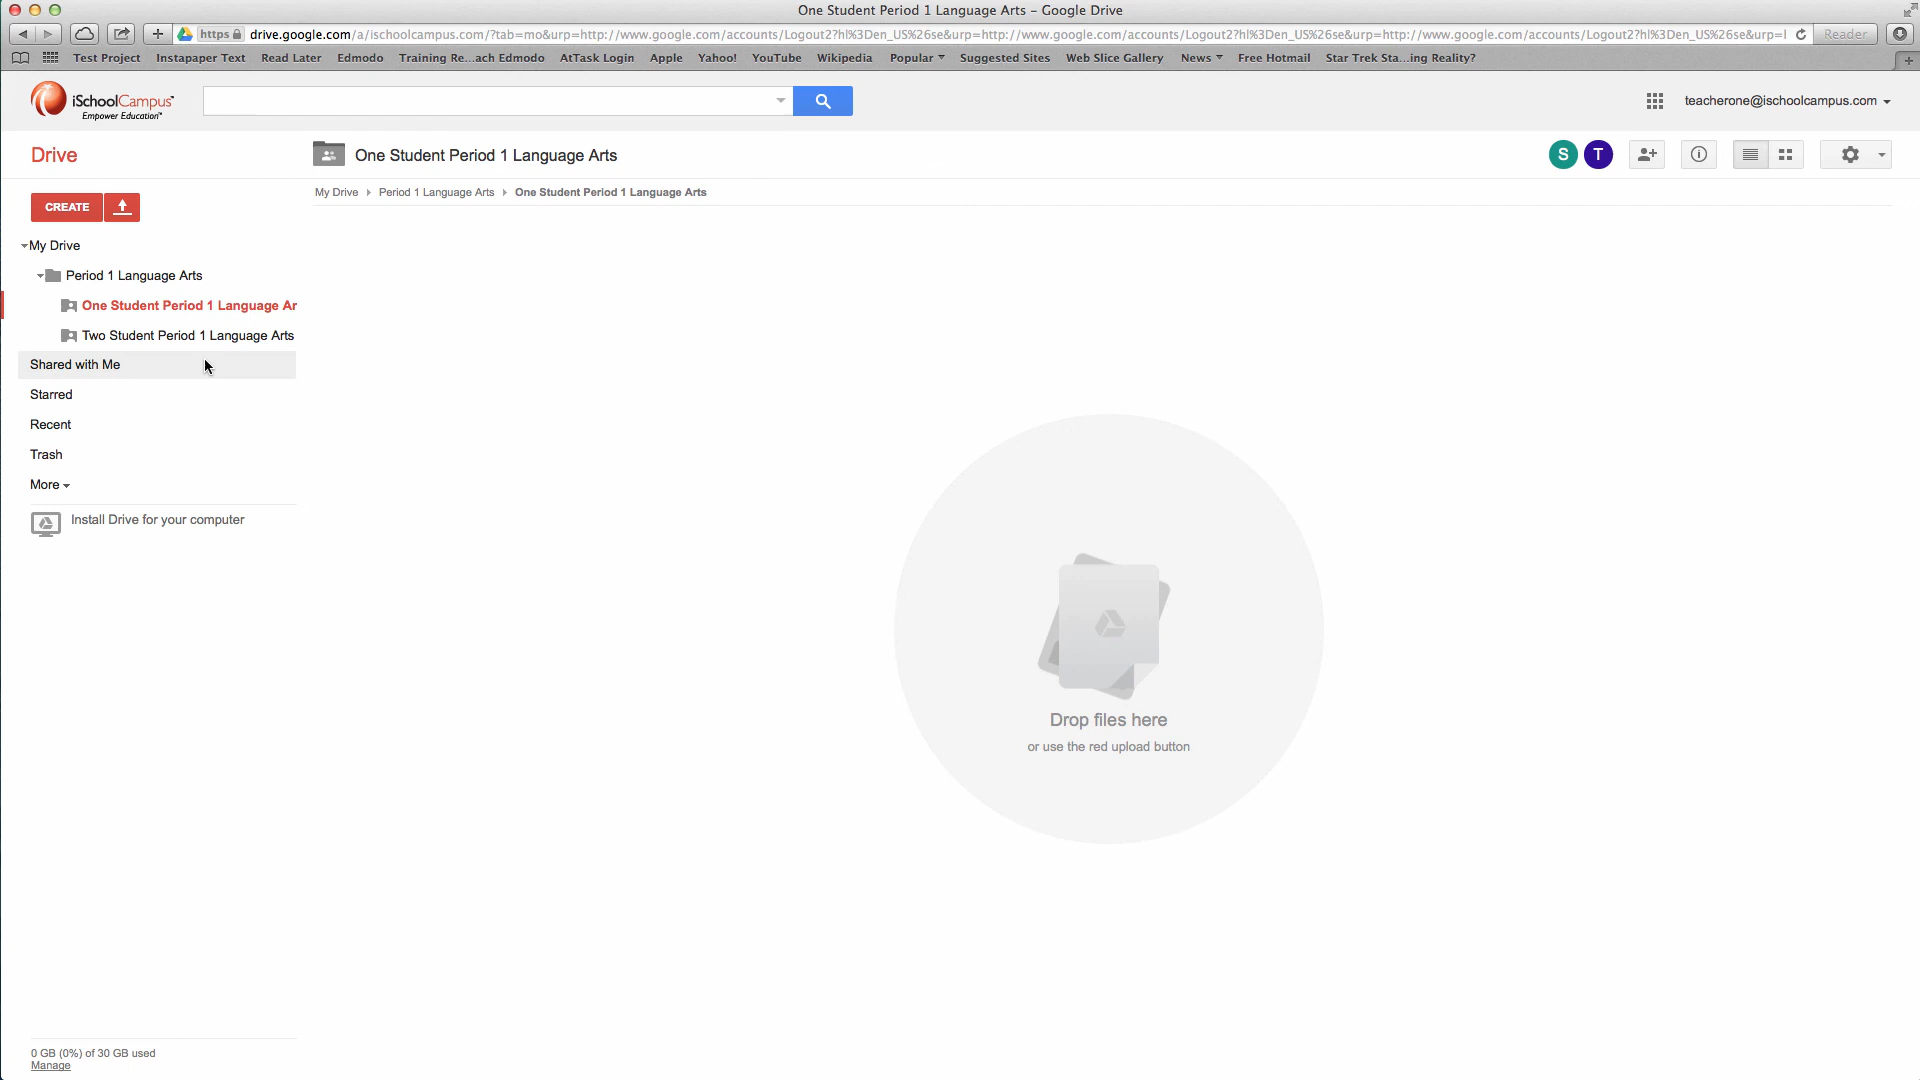 One Student Period 1 Language Arts – Google Drive
https drive.google.com/a/ischoolcampus.com/?tab=mo&urp=http://www.google.com/accounts/Logout2?hl%3Den_US%26se&urp=http://www.google.com/accounts/Logout2?hl%3Den_US%26se&urp=http://www.google.com/accounts/Logout2?hl%3Den_US%26se&urp=l Reader
Test Project Instapaper Text Read Later Edmodo Training Re...ach Edmodo AtTask Login Apple Yahoo! YouTube Wikipedia Popular Suggested Sites Web Slice Gallery News Free Hotmail Star Trek Sta...ing Reality?
iSchoolCampus™
Empower Education™
teacherone@ischoolcampus.com
Drive
One Student Period 1 Language Arts
S T
My Drive Period 1 Language Arts One Student Period 1 Language Arts
CREATE
My Drive
Period 1 Language Arts
One Student Period 1 Language Ar
Two Student Period 1 Language Arts
Shared with Me
Starred
Recent
Trash
More
Install Drive for your computer
Drop files here
or use the red upload button
0 GB (0%) of 30 GB used
Manage